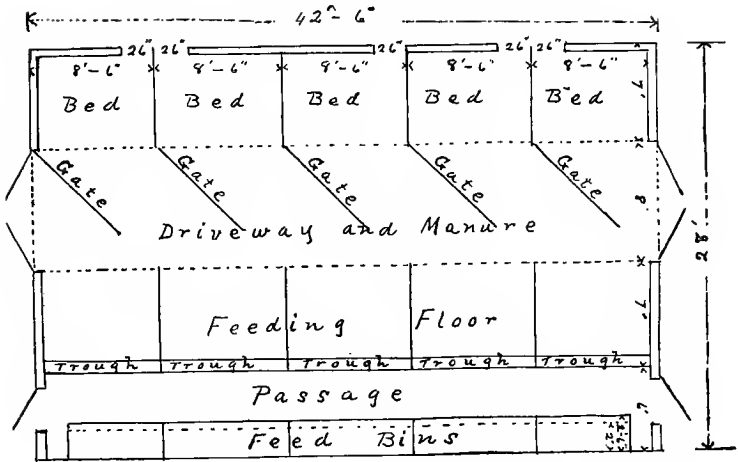 42'-6"
26" 26" 26" 26" 26"
8'-6" 8'-6" 8'-6" 8'-6" 8'-6"
Bed Bed Bed Bed Bed
7'
Gate Gate Gate Gate Gate
8'
28'
Driveway and Manure
7'
Feeding Floor
Trough Trough Trough Trough Trough
Passage
Feed Bins